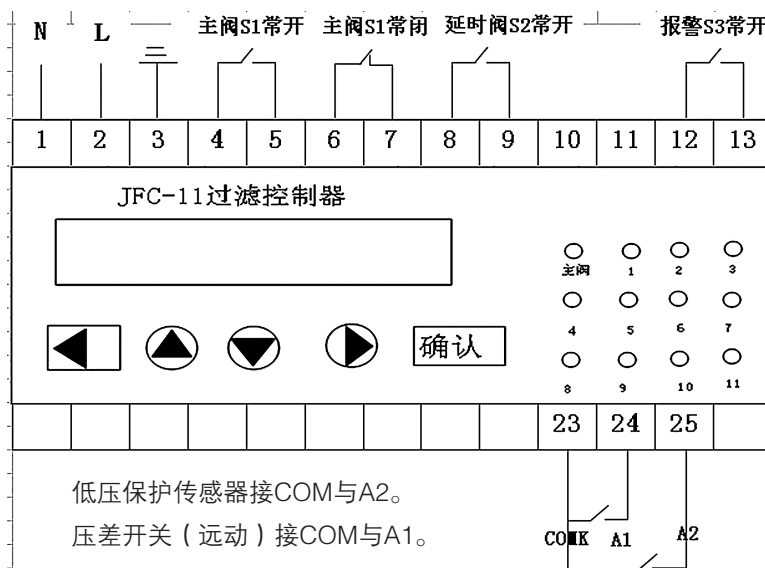 N L 主阀S1常开 主阀S1常闭 延时阀S2常开 报警S3常开
1 2 3 4 5 6 7 8 9 10 11 12 13
JFC-11过滤控制器
主阀 1 2 3
4 5 6 7
确认
8 9 10 11
23 24 25
低压保护传感器接COM与A2。
压差开关（远动）接COM与A1。
A1 A2